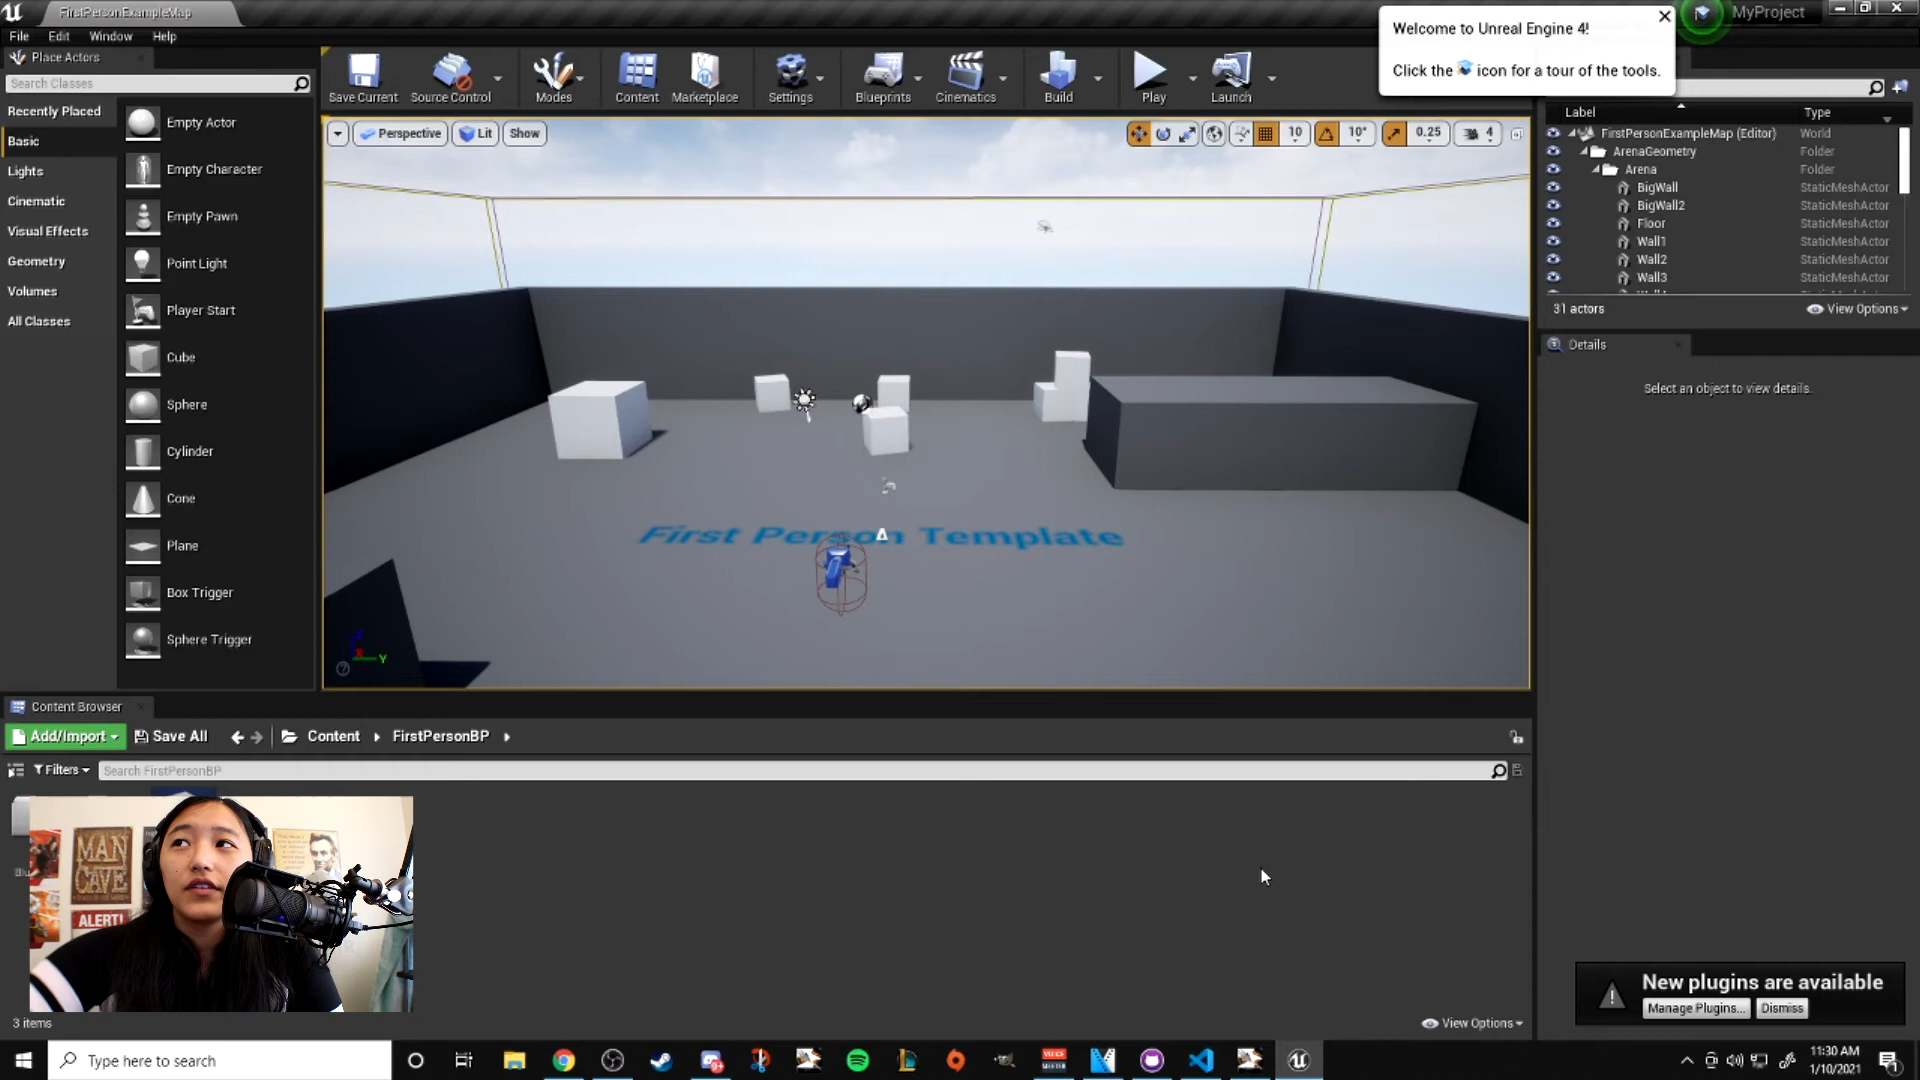 FirstPersonExampleMap
MyProject
File Edit Window Help
Welcome to Unreal Engine 4!
Click the icon for a tour of the tools.
Place Actors
Search Classes
Save Current
Source Control
Modes
Content
Marketplace
Settings
Blueprints
Cinematics
Build
Play
Launch
Recently Placed
Basic
Lights
Cinematic
Visual Effects
Geometry
Volumes
All Classes
Empty Actor
Empty Character
Empty Pawn
Point Light
Player Start
Cube
Sphere
Cylinder
Cone
Plane
Box Trigger
Sphere Trigger
Perspective Lit Show
10 10° 0.25 4
First Person Template
X Y Z
Label Type
FirstPersonExampleMap (Editor) World
ArenaGeometry Folder
Arena Folder
BigWall StaticMeshActor
BigWall2 StaticMeshActor
Floor StaticMeshActor
Wall1 StaticMeshActor
Wall2 StaticMeshActor
Wall3 StaticMeshActor
31 actors View Options
Details
Select an object to view details.
Content Browser
Add/Import Save All Content FirstPersonBP
Filters Search FirstPersonBP
MAN
CAVE
ALERT!
3 items
View Options
New plugins are available
Manage Plugins... Dismiss
Type here to search
11:30 AM
1/10/2021